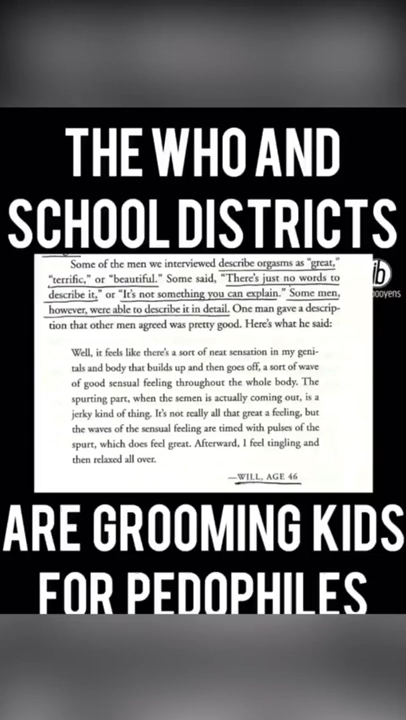 THE WHO AND
SCHOOL DISTRICTS
Some of the men we interviewed describe orgasms as "great,"
"terrific," or "beautiful." Some said, "There's just no words to
describe it," or "It's not something you can explain." Some men,
however, were able to describe it in detail. One man gave a descrip-
tion that other men agreed was pretty good. Here's what he said:
Well, it feels like there's a sort of neat sensation in my geni-
tals and body that builds up and then goes off, a sort of wave
of good sensual feeling throughout the whole body. The
spurting part, when the semen is actually coming out, is a
jerky kind of thing. It's not really all that great a feeling, but
the waves of the sensual feeling are timed with pulses of the
spurt, which does feel great. Afterward, I feel tingling and
then relaxed all over.
—WILL, AGE 46
ARE GROOMING KIDS
FOR PEDOPHILES